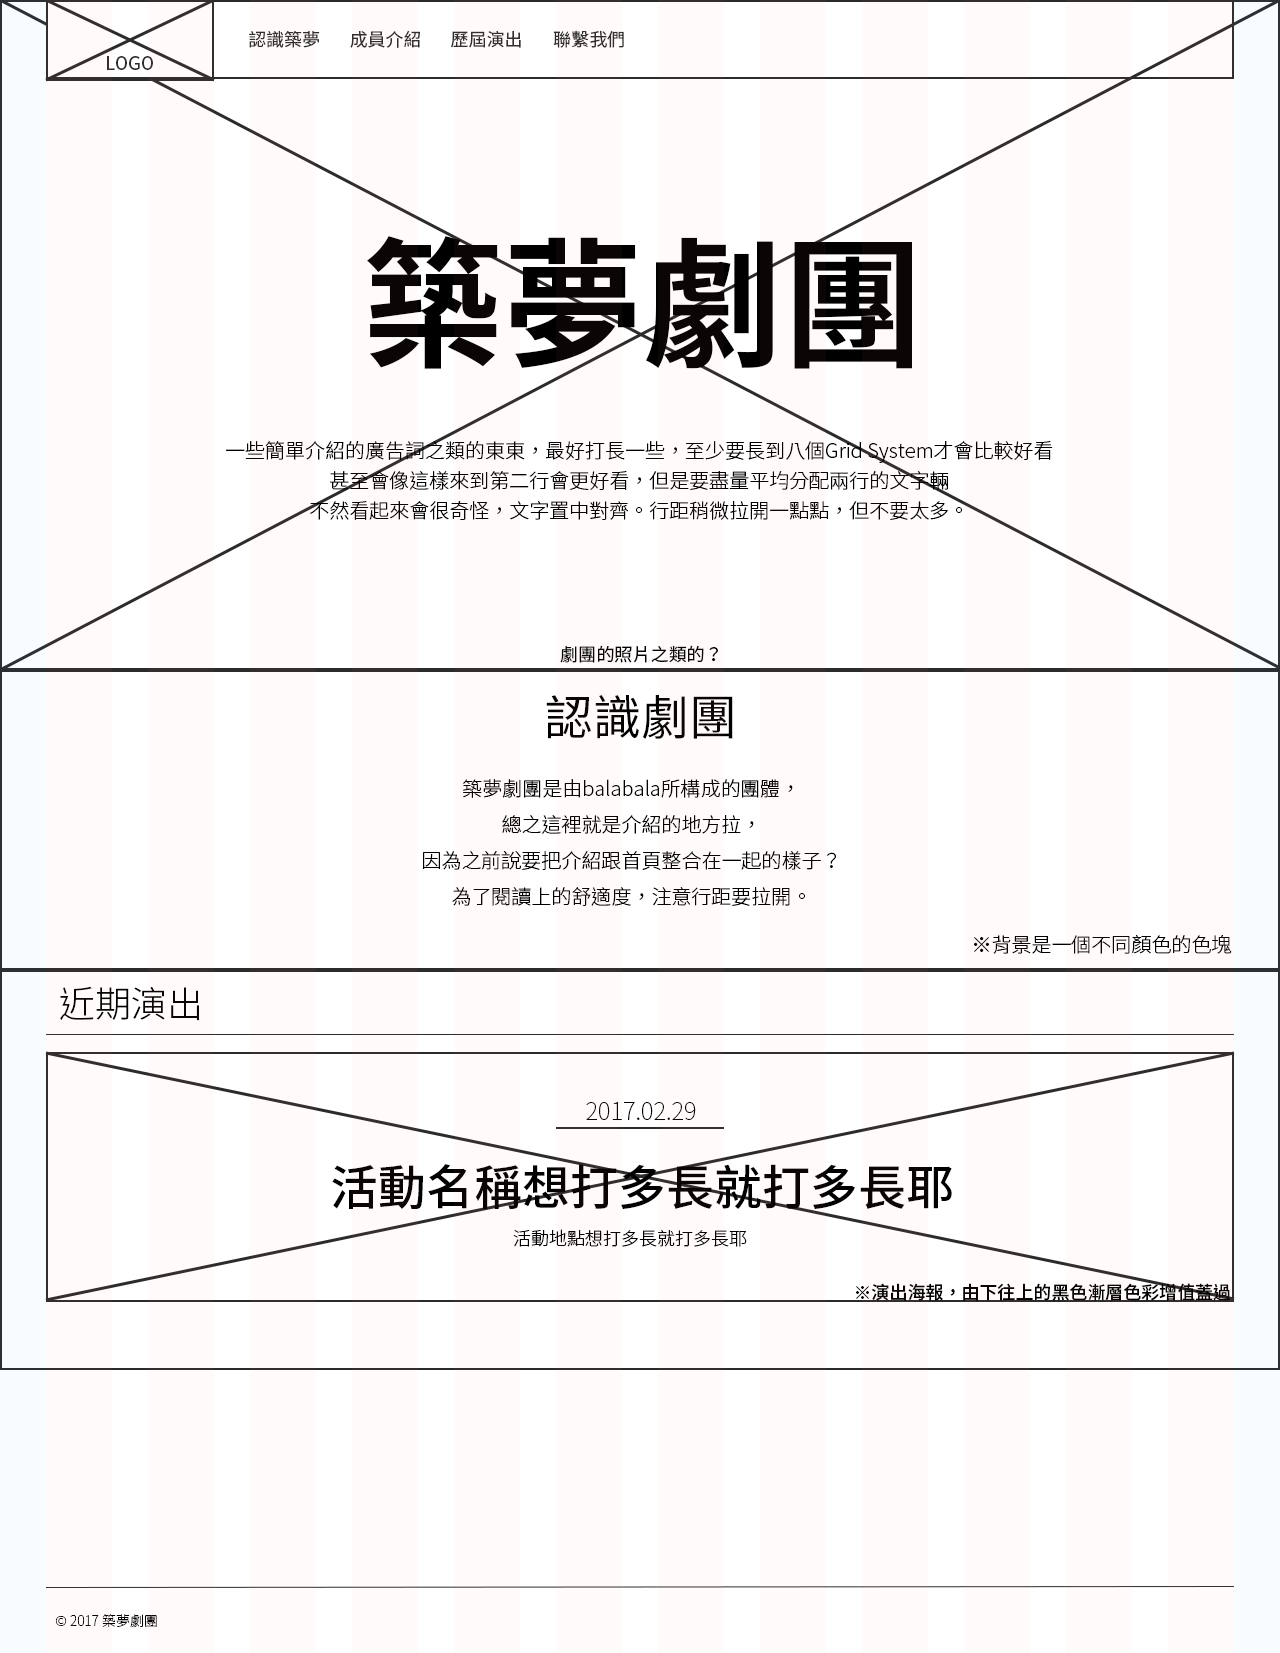 LOGO
認識築夢 成員介紹 歷屆演出 聯繫我們
築夢劇團
一些簡單介紹的廣告詞之類的東東，最好打長一些，至少要長到八個Grid System才會比較好看
甚至會像這樣來到第二行會更好看，但是要盡量平均分配兩行的文字輛
不然看起來會很奇怪，文字置中對齊。行距稍微拉開一點點，但不要太多。
劇團的照片之類的？
認識劇團
築夢劇團是由balabala所構成的團體，
總之這裡就是介紹的地方拉，
因為之前說要把介紹跟首頁整合在一起的樣子？
為了閱讀上的舒適度，注意行距要拉開。
※背景是一個不同顏色的色塊
近期演出
2017.02.29
活動名稱想打多長就打多長耶
活動地點想打多長就打多長耶
※演出海報，由下往上的黑色漸層色彩增值蓋過
© 2017 築夢劇團